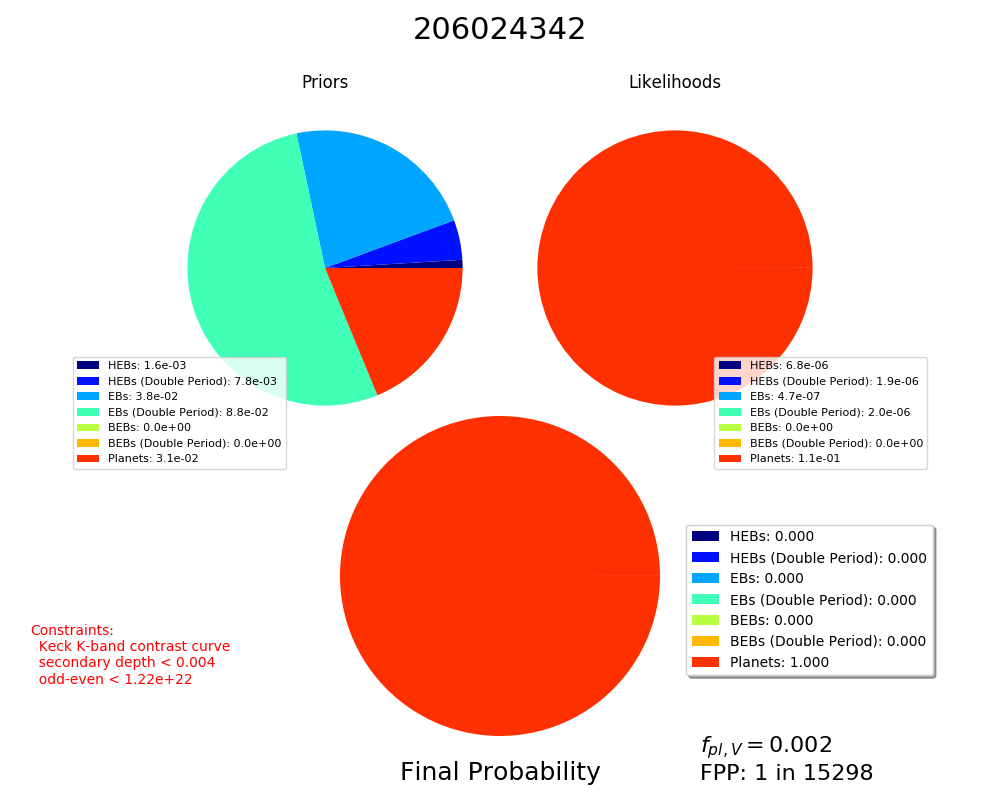 206024342
Priors
Likelihoods
HEBs: 1.6e-03
HEBs (Double Period): 7.8e-03
EBs: 3.8e-02
EBs (Double Period): 8.8e-02
BEBs: 0.0e+00
BEBs (Double Period): 0.0e+00
Planets: 3.1e-02
HEBs: 6.8e-06
HEBs (Double Period): 1.9e-06
EBs: 4.7e-07
EBs (Double Period): 2.0e-06
BEBs: 0.0e+00
BEBs (Double Period): 0.0e+00
Planets: 1.1e-01
HEBs: 0.000
HEBs (Double Period): 0.000
EBs: 0.000
EBs (Double Period): 0.000
BEBs: 0.000
BEBs (Double Period): 0.000
Planets: 1.000
Constraints:
Keck K-band contrast curve
secondary depth < 0.004
odd-even < 1.22e+22
Final Probability
f_{pl, V} = 0.002
FPP: 1 in 15298